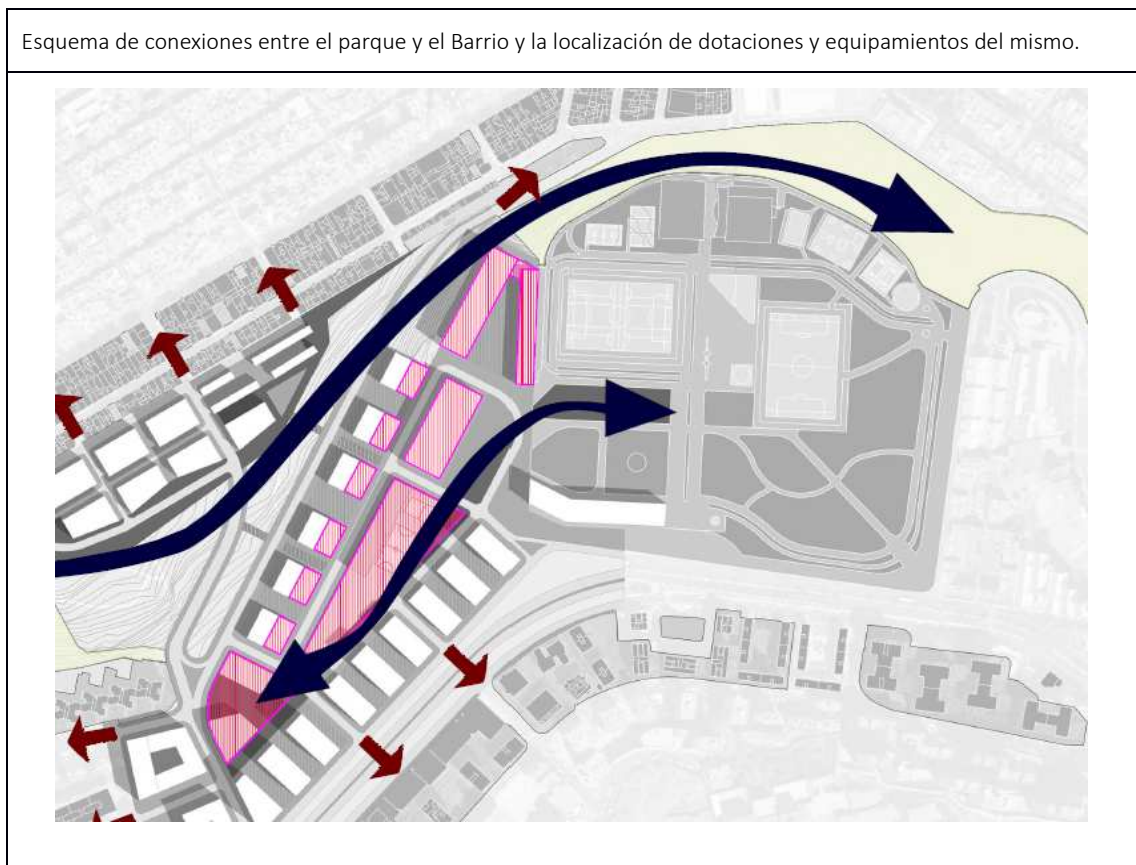 Esquema de conexiones entre el parque y el Barrio y la localización de dotaciones y equipamientos del mismo.